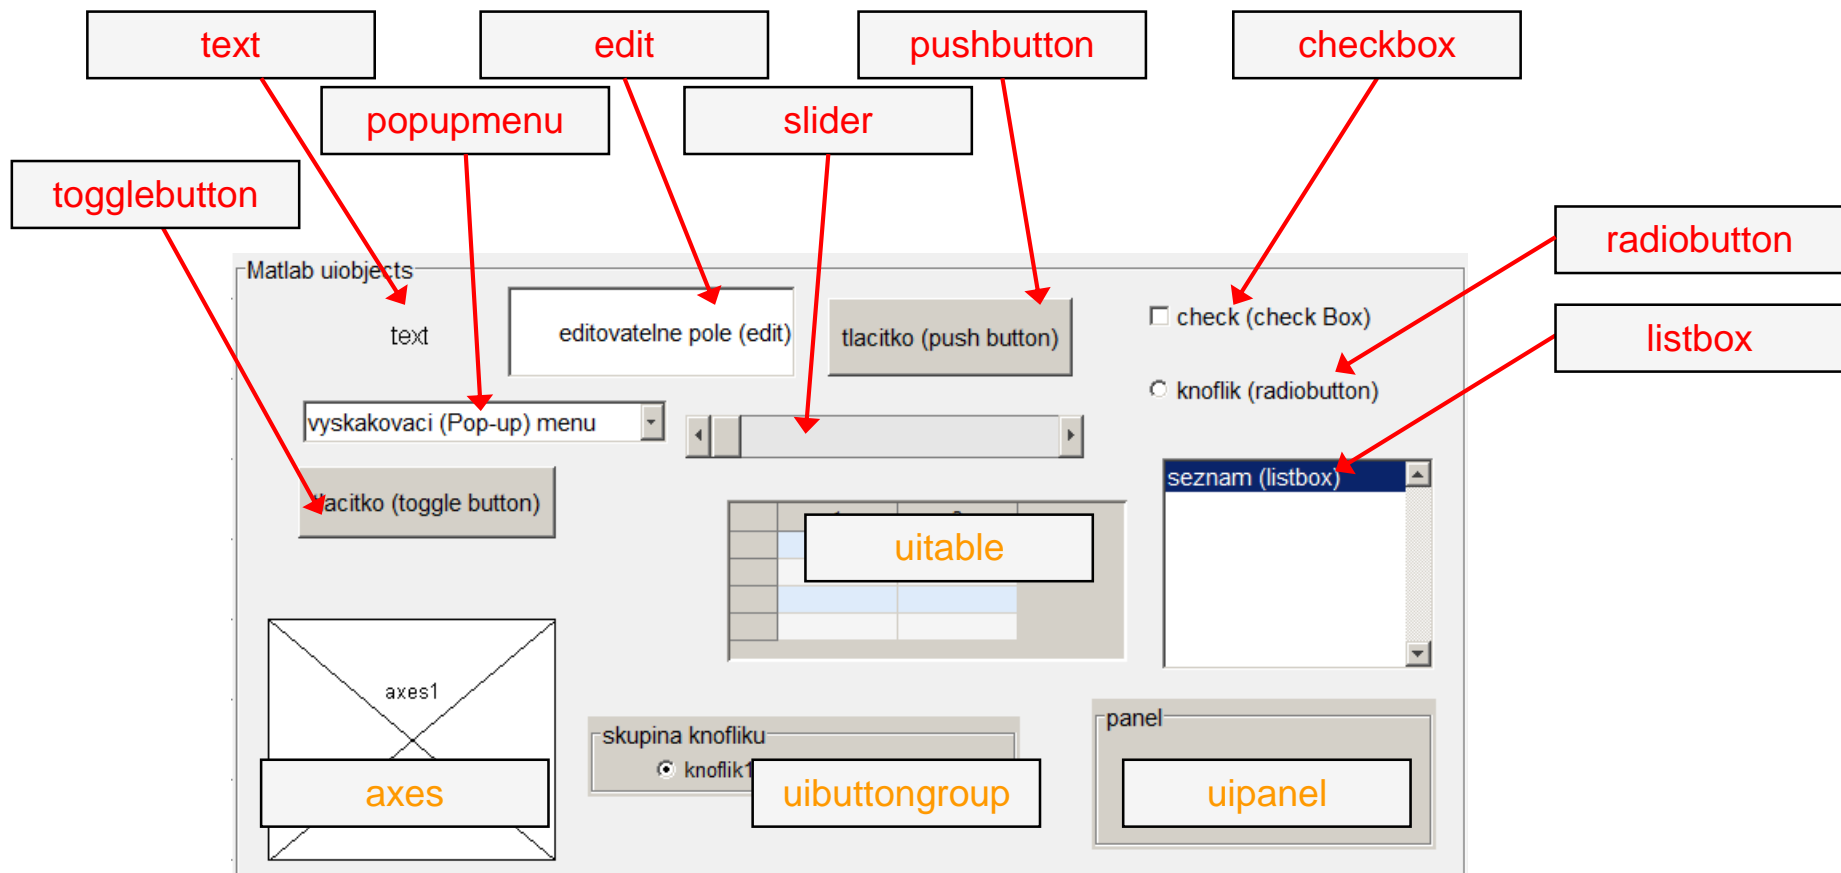 text
edit
pushbutton
checkbox
popupmenu
slider
togglebutton
radiobutton
listbox
Matlab uiobjects
text
editovatelne pole (edit)
tlacitko (push button)
check (check Box)
knoflik (radiobutton)
vyskakovaci (Pop-up) menu
seznam (listbox)
tlacitko (toggle button)
uitable
axes1
skupina knofliku
knoflik1
panel
axes
uibuttongroup
uipanel